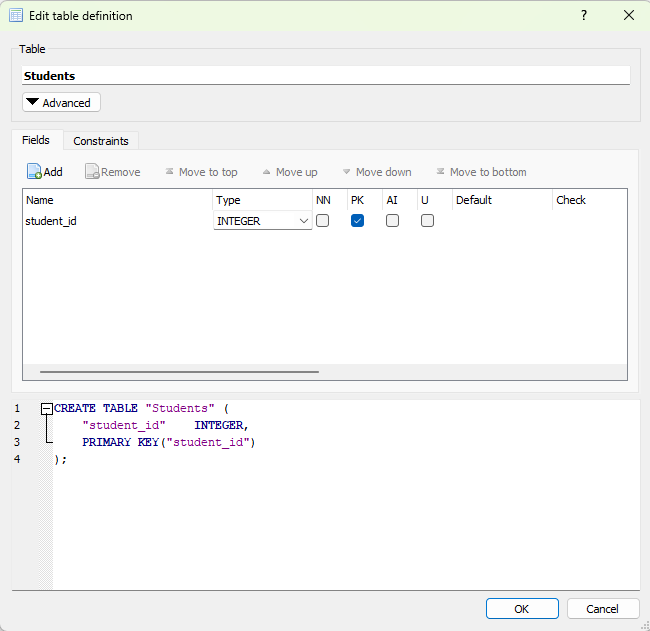 Edit table definition ?
Table
Students
Advanced
Fields Constraints
Add Remove Move to top Move up Move down Move to bottom
Name Type NN PK AI U Default Check
student_id INTEGER
1 CREATE TABLE "Students" (
2 "student_id" INTEGER,
3 PRIMARY KEY("student_id")
4 );
OK Cancel